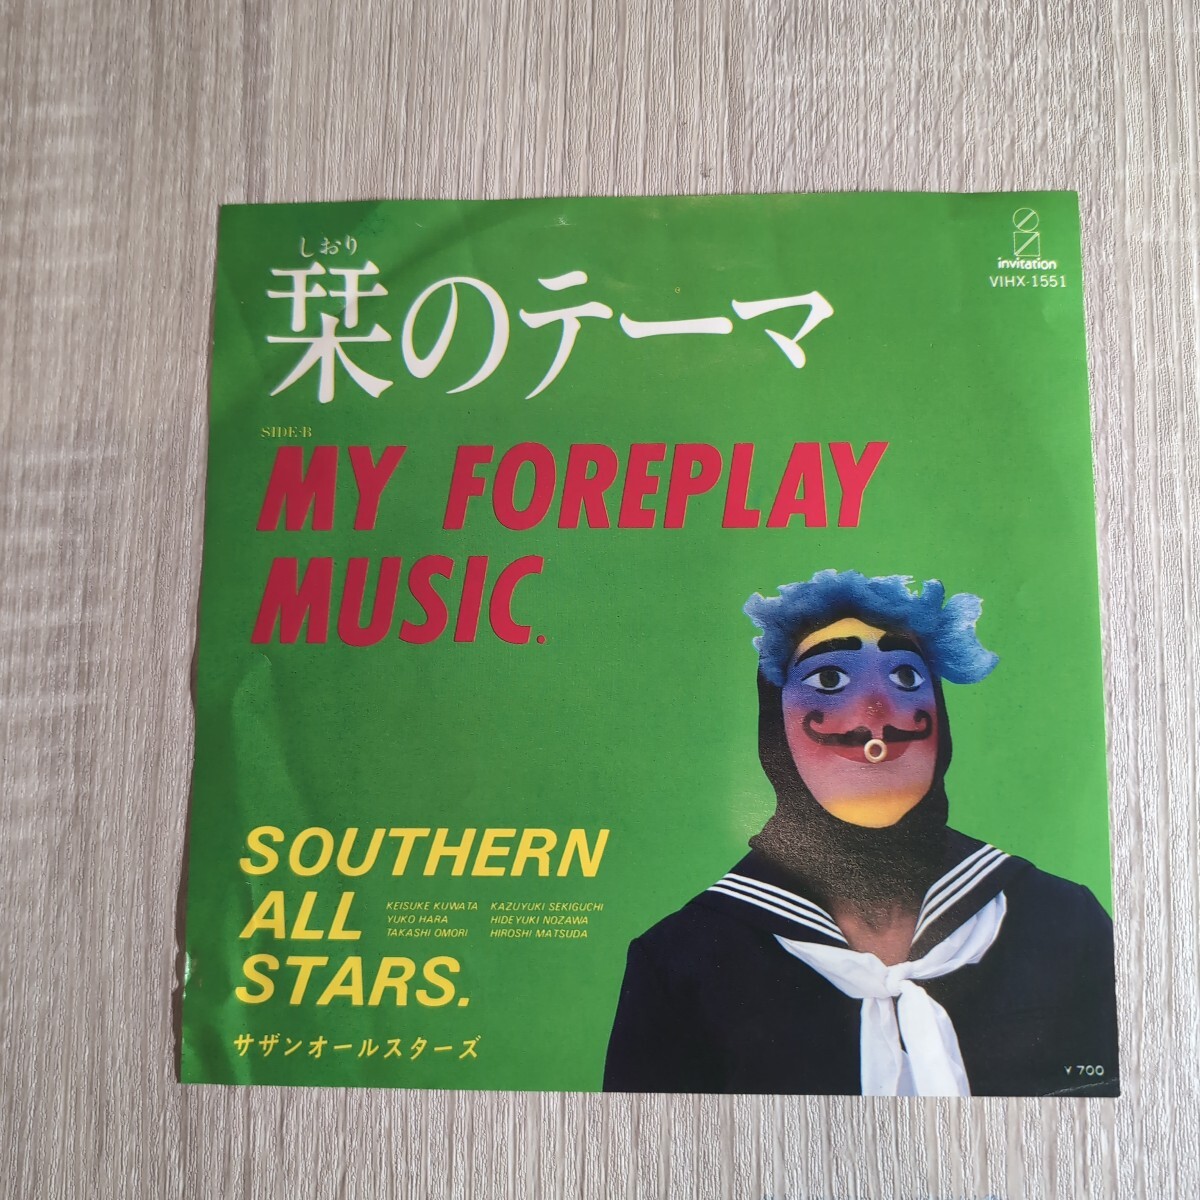 しおり
栞のテーマ
invitation
VIHX-1551
SIDE-B
MY FOREPLAY
MUSIC.
SOUTHERN
ALL
STARS.
KEISUKE KUWATA KAZUYUKI SEKIGUCHI
YUKO HARA HIDEYUKI NOZAWA
TAKASHI OMORI HIROSHI MATSUDA
サザンオールスターズ
¥700